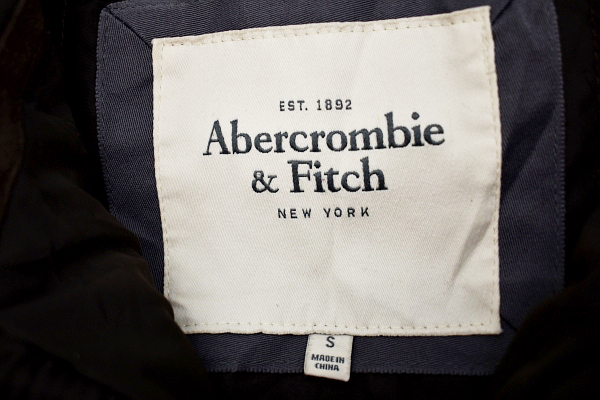 EST. 1892
Abercrombie
& Fitch
NEW YORK
S
MADE IN
CHINA